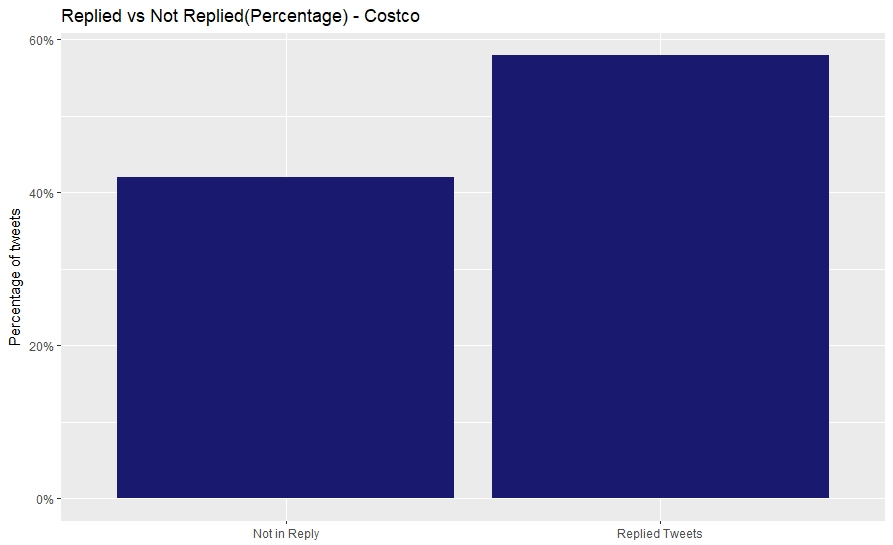 Replied vs Not Replied(Percentage) - Costco
Percentage of tweets
60%
40%
20%
0%
Not in Reply
Replied Tweets